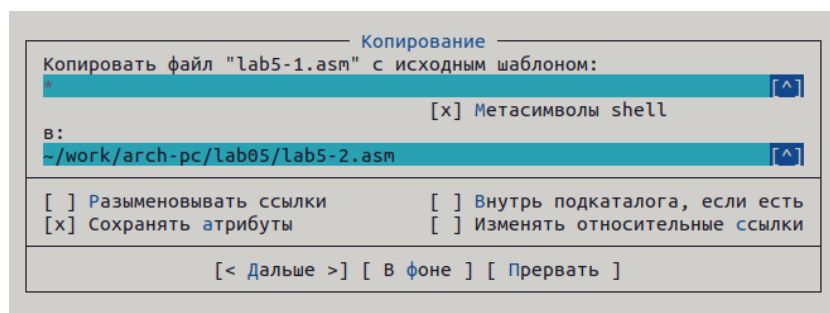 Копирование
Копировать файл "lab5-1.asm" с исходным шаблоном:
* [^]
[x] Метасимволы shell
в:
~/work/arch-pc/lab05/lab5-2.asm [^]
[ ] Разыменовывать ссылки [ ] Внутрь подкаталога, если есть
[x] Сохранять атрибуты [ ] Изменять относительные ссылки
[< Дальше >] [ В фоне ] [ Прервать ]